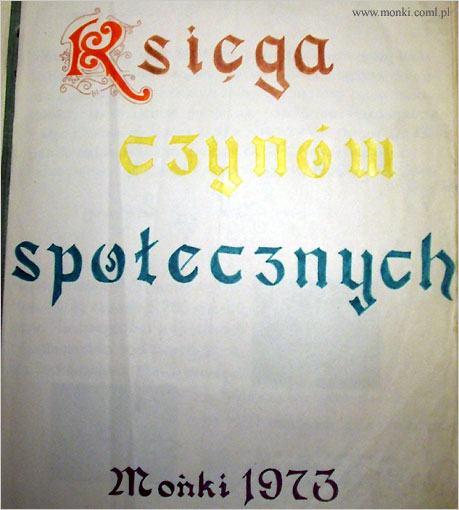 www.monki.coml.pl
Księga
czynów
społecznych
Mońki 1973